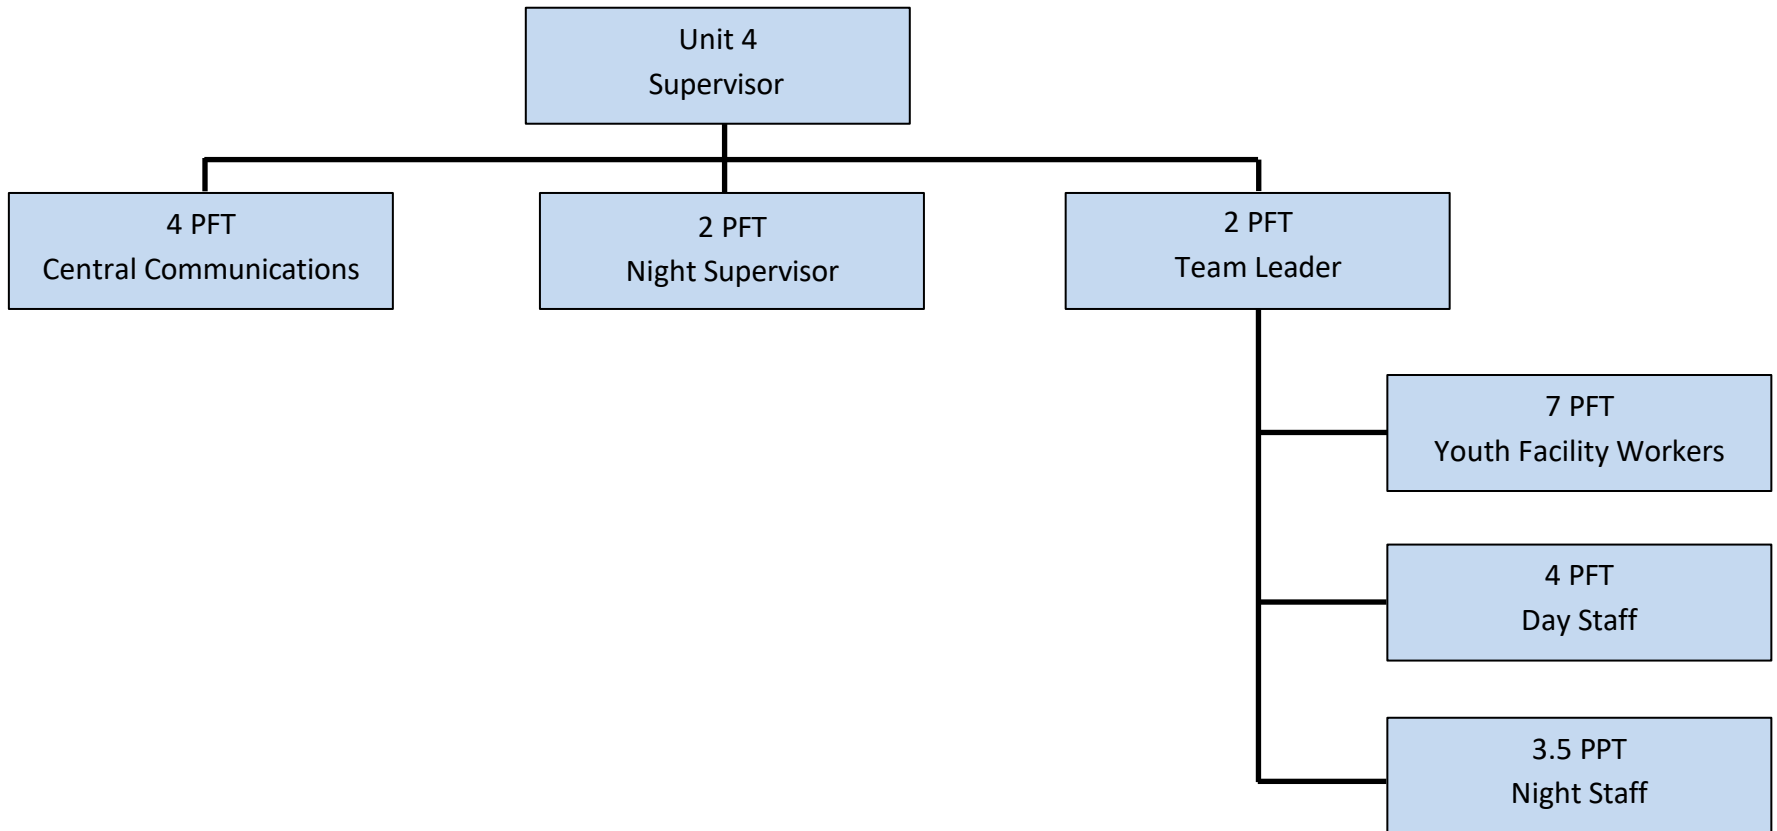 Unit 4
Supervisor
4 PFT
Central Communications
2 PFT
Night Supervisor
2 PFT
Team Leader
7 PFT
Youth Facility Workers
4 PFT
Day Staff
3.5 PPT
Night Staff